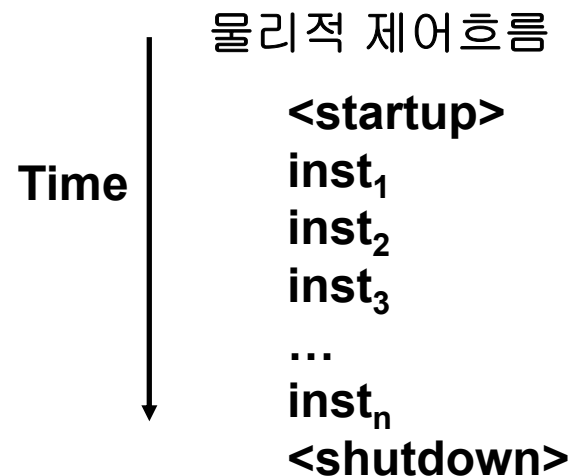 물리적 제어흐름
<startup>
Time
inst₁
inst₂
inst₃
…
instₙ
<shutdown>